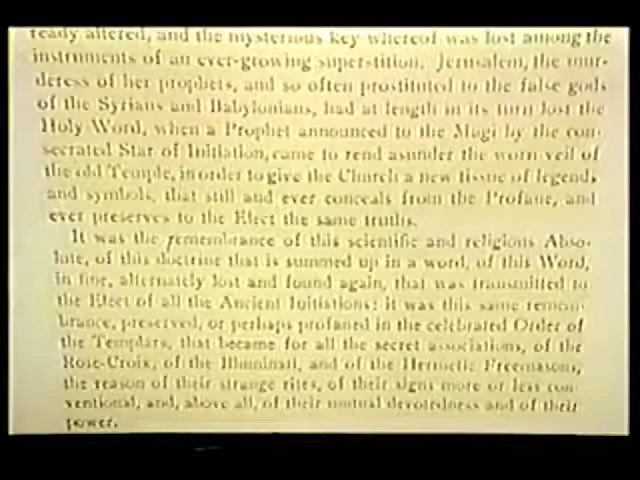 ready altered, and the mysterious key whereof was lost among the
instruments of an ever-growing superstition. Jerusalem, the mur-
deress of her prophets, and so often prostituted to the false gods
of the Syrians and Babylonians, had at length in its turn lost the
Holy Word, when a Prophet announced to the Magi by the con-
secrated Star of Initiation, came to rend asunder the worn veil of
the old Temple, in order to give the Church a new tissue of legends
and symbols, that still and ever conceals from the Profane, and
ever preserves to the Elect the same truths.
It was the remembrance of this scientific and religious Abso-
lute, of this doctrine that is summed up in a word, of this Word,
in fine, alternately lost and found again, that was transmitted to
the Elect of all the Ancient Initiations: it was this same remem-
brance, preserved, or perhaps profaned in the celebrated Order of
the Templars, that became for all the secret associations, of the
Rose-Croix, of the Illuminati, and of the Hermetic Freemasons,
the reason of their strange rites, of their signs more or less con-
ventional, and, above all, of their mutual devotedness and of their
power.